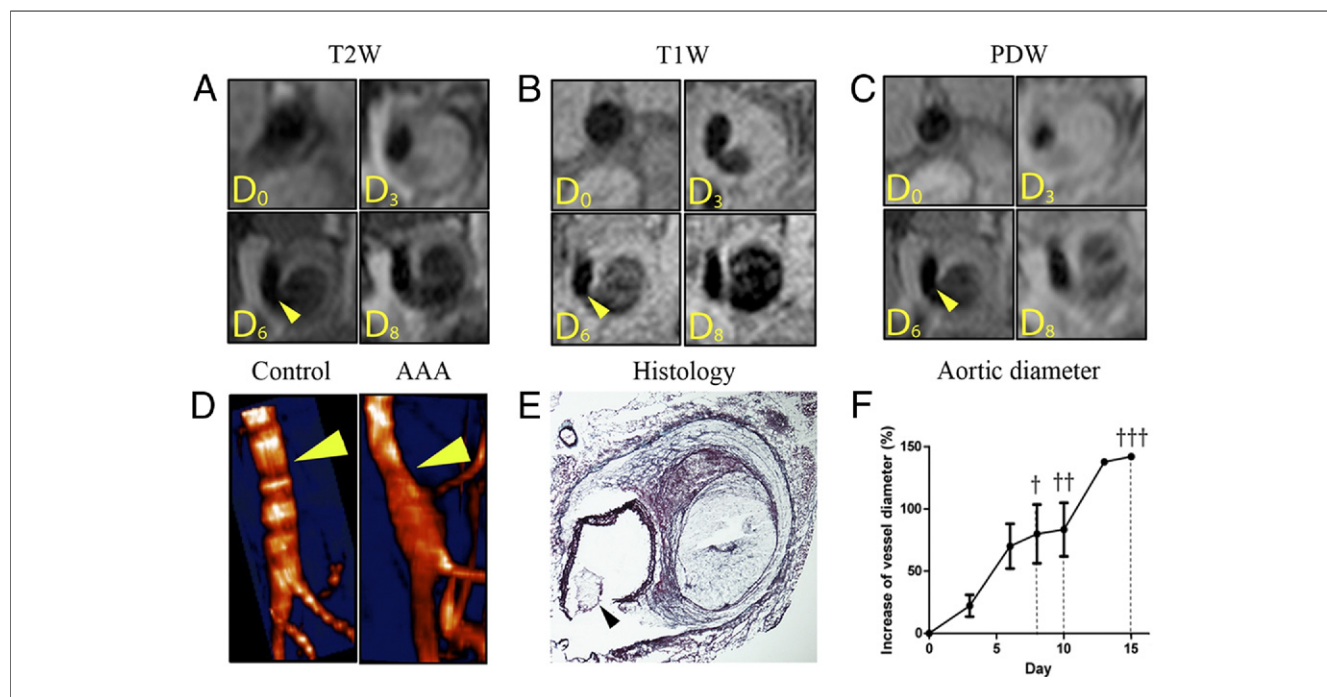 T2W T1W PDW
A B C
D0 D3 D0 D3 D0 D3
D6 D8 D6 D8 D6 D8
Control AAA Histology Aortic diameter
D E F
Increase of vessel diameter (%)
150
100
50
0
† †† †††
0 5 10 15
Day